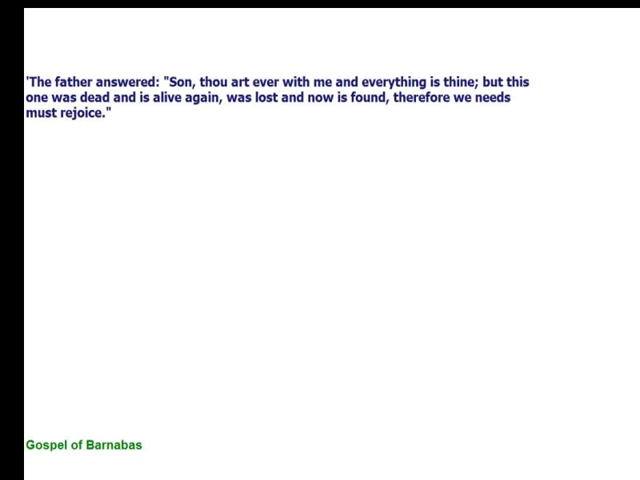 'The father answered: "Son, thou art ever with me and everything is thine; but this
one was dead and is alive again, was lost and now is found, therefore we needs
must rejoice."
Gospel of Barnabas